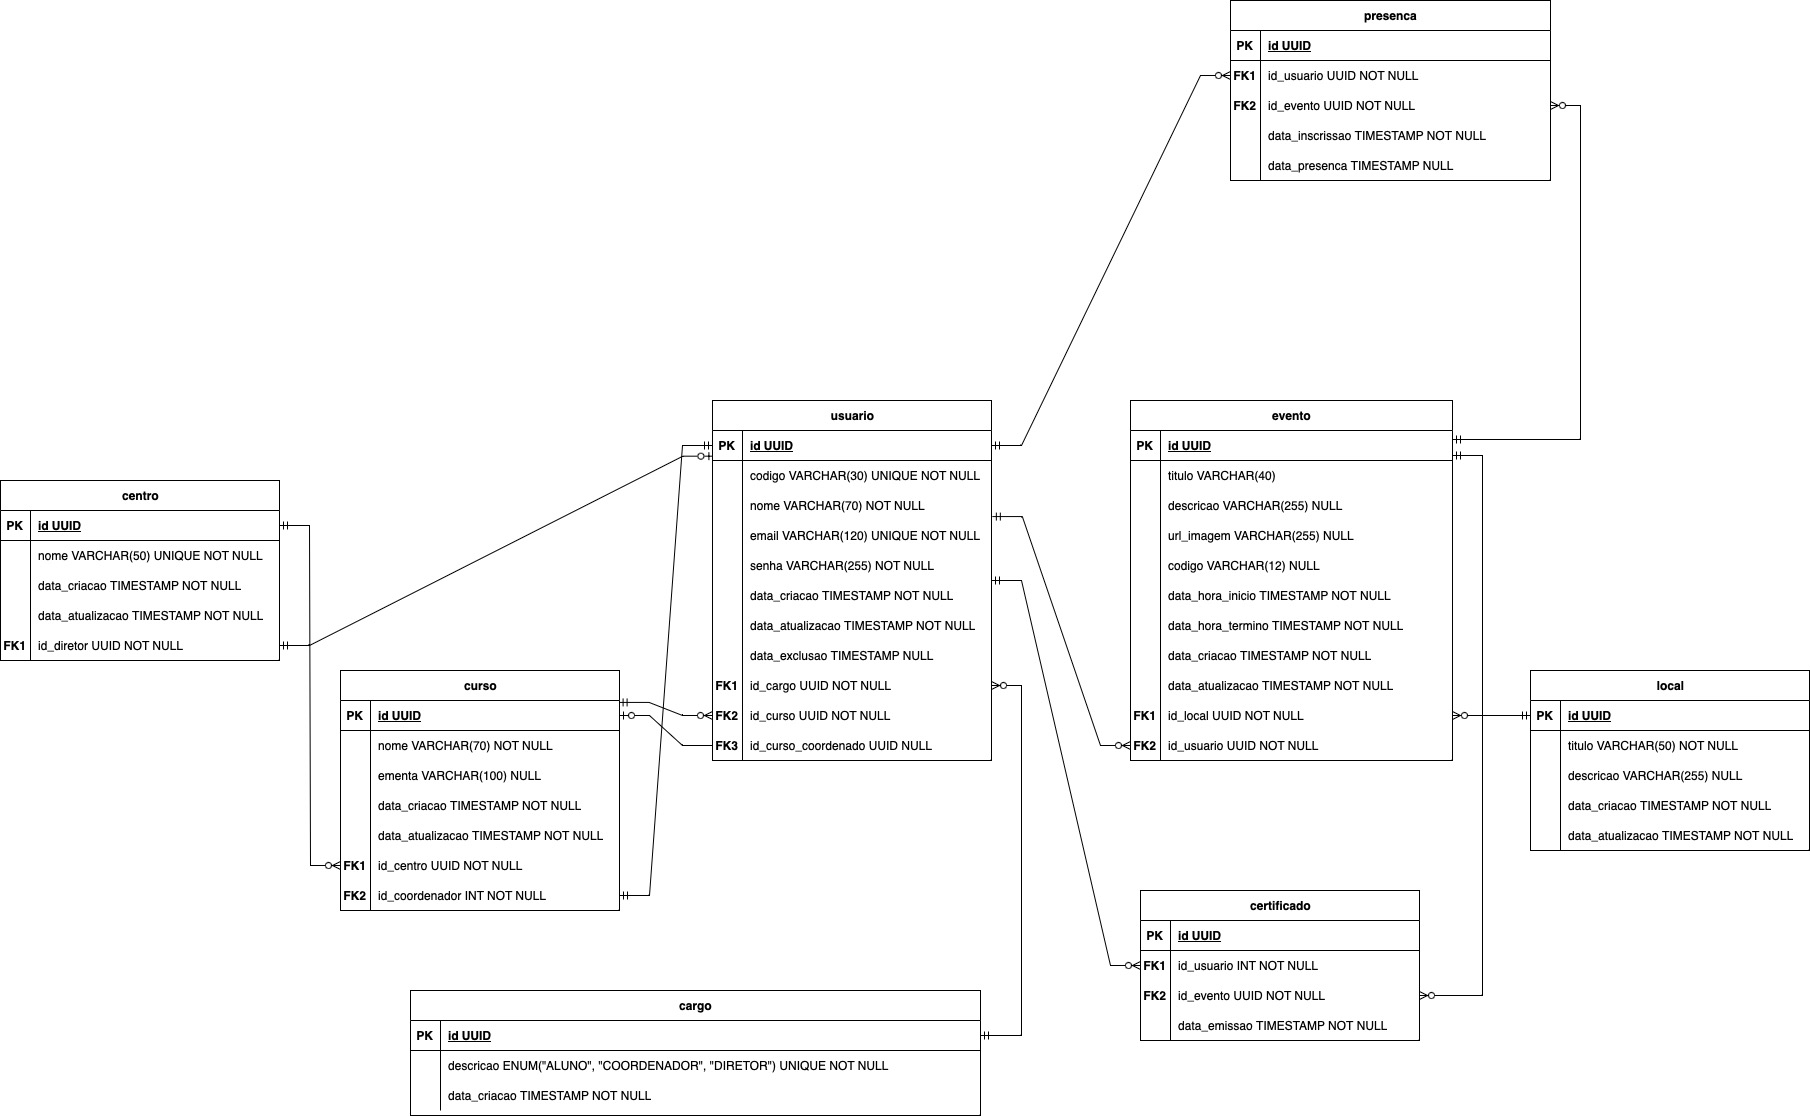 presenca
PK id UUID
FK1 id_usuario UUID NOT NULL
FK2 id_evento UUID NOT NULL
data_inscrissao TIMESTAMP NOT NULL
data_presenca TIMESTAMP NULL
usuario
PK id UUID
codigo VARCHAR(30) UNIQUE NOT NULL
nome VARCHAR(70) NOT NULL
email VARCHAR(120) UNIQUE NOT NULL
senha VARCHAR(255) NOT NULL
data_criacao TIMESTAMP NOT NULL
data_atualizacao TIMESTAMP NOT NULL
data_exclusao TIMESTAMP NULL
FK1 id_cargo UUID NOT NULL
FK2 id_curso UUID NOT NULL
FK3 id_curso_coordenado UUID NULL
evento
PK id UUID
titulo VARCHAR(40)
descricao VARCHAR(255) NULL
url_imagem VARCHAR(255) NULL
codigo VARCHAR(12) NULL
data_hora_inicio TIMESTAMP NOT NULL
data_hora_termino TIMESTAMP NOT NULL
data_criacao TIMESTAMP NOT NULL
data_atualizacao TIMESTAMP NOT NULL
FK1 id_local UUID NOT NULL
FK2 id_usuario UUID NOT NULL
centro
PK id UUID
nome VARCHAR(50) UNIQUE NOT NULL
data_criacao TIMESTAMP NOT NULL
data_atualizacao TIMESTAMP NOT NULL
FK1 id_diretor UUID NOT NULL
curso
PK id UUID
nome VARCHAR(70) NOT NULL
ementa VARCHAR(100) NULL
data_criacao TIMESTAMP NOT NULL
data_atualizacao TIMESTAMP NOT NULL
FK1 id_centro UUID NOT NULL
FK2 id_coordenador INT NOT NULL
local
PK id UUID
titulo VARCHAR(50) NOT NULL
descricao VARCHAR(255) NULL
data_criacao TIMESTAMP NOT NULL
data_atualizacao TIMESTAMP NOT NULL
certificado
PK id UUID
FK1 id_usuario INT NOT NULL
FK2 id_evento UUID NOT NULL
data_emissao TIMESTAMP NOT NULL
cargo
PK id UUID
descricao ENUM("ALUNO", "COORDENADOR", "DIRETOR") UNIQUE NOT NULL
data_criacao TIMESTAMP NOT NULL